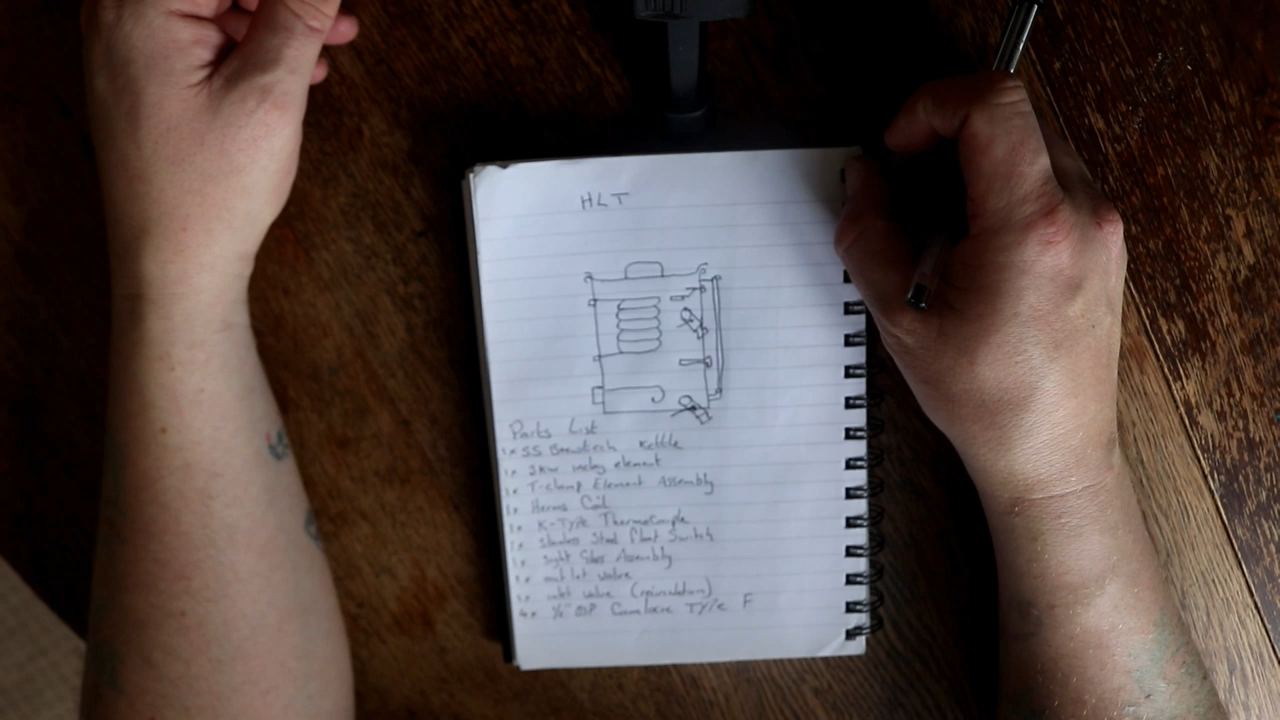 HLT
Parts List
1x SS Brewtech Kettle
1x 3kw incloy element
1x T-clamp Element Assembly
1x Herms Coil
1x K-Type Thermocouple
1x Stainless Steel float Switch
1x Sight Glass Assembly
1x outlet valve
1x inlet valve (recirculation)
4x 1/2" BSP Camlock Type F